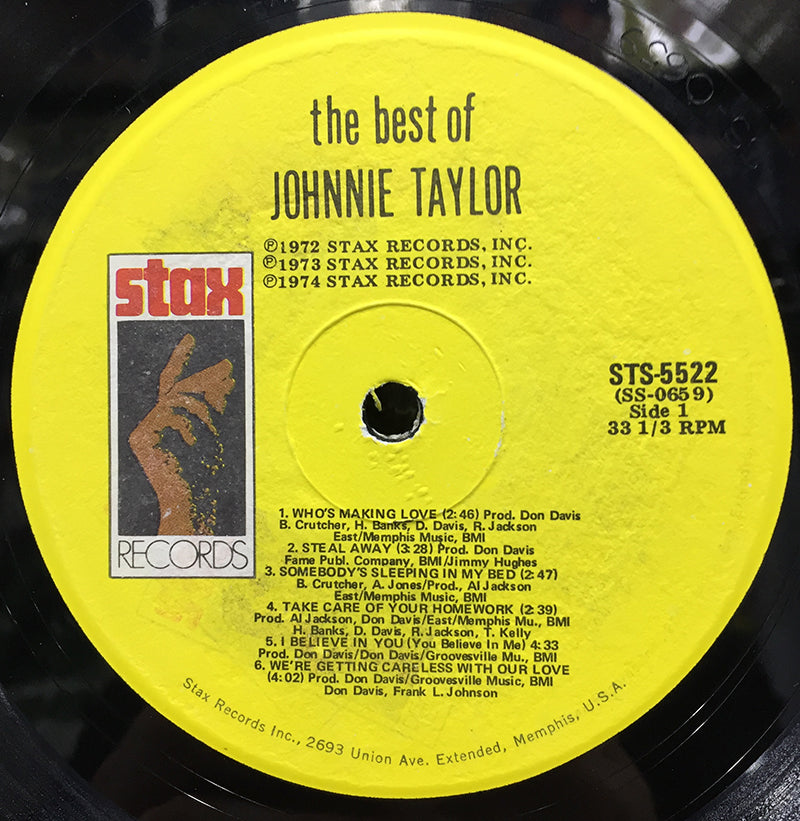 the best of
JOHNNIE TAYLOR
℗1972 STAX RECORDS, INC.
℗1973 STAX RECORDS, INC.
℗1974 STAX RECORDS, INC.
stax
RECORDS
STS-5522
(SS-0659)
Side 1
33 1/3 RPM
1. WHO'S MAKING LOVE (2:46) Prod. Don Davis
B. Crutcher, H. Banks, D. Davis, R. Jackson
East/Memphis Music, BMI
2. STEAL AWAY (3:28) Prod. Don Davis
Fame Publ. Company, BMI/Jimmy Hughes
3. SOMEBODY'S SLEEPING IN MY BED (2:47)
B. Crutcher, A. Jones/Prod., Al Jackson
East/Memphis Music, BMI
4. TAKE CARE OF YOUR HOMEWORK (2:39)
Prod. Al Jackson, Don Davis/East/Memphis Mu., BMI
H. Banks, D. Davis, R. Jackson, T. Kelly
5. I BELIEVE IN YOU (You Believe In Me) 4:33
Prod. Don Davis/Don Davis/Groovesville Mu., BMI
6. WE'RE GETTING CARELESS WITH OUR LOVE
(4:02) Prod. Don Davis/Groovesville Music, BMI
Don Davis, Frank L. Johnson
Stax Records Inc., 2693 Union Ave. Extended, Memphis, U.S.A.